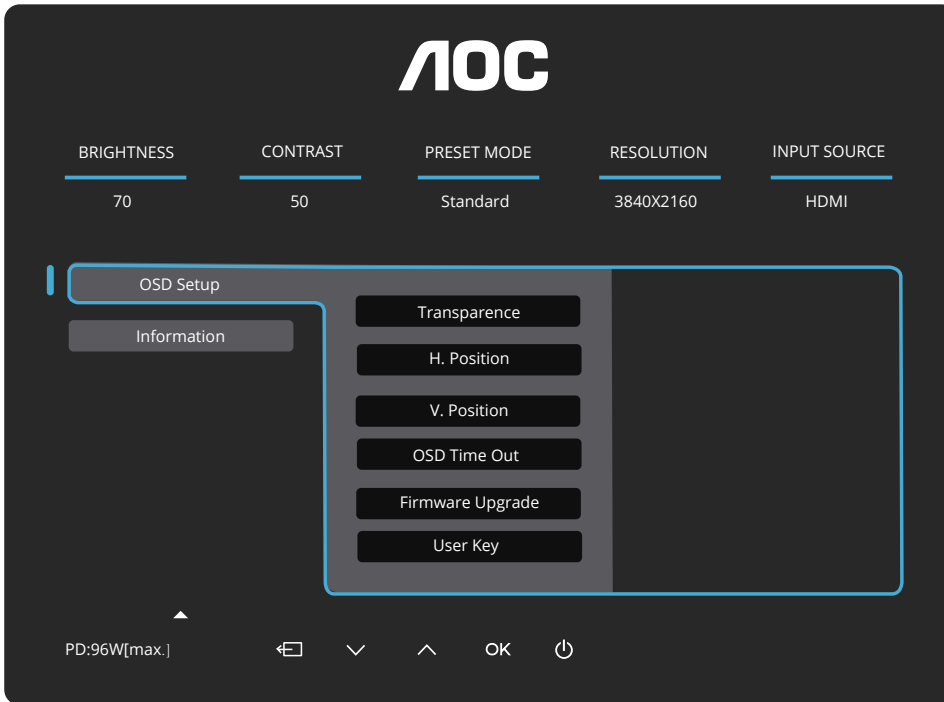 AOC
BRIGHTNESS CONTRAST PRESET MODE RESOLUTION INPUT SOURCE
70 50 Standard 3840X2160 HDMI
OSD Setup
Information
Transparence
H. Position
V. Position
OSD Time Out
Firmware Upgrade
User Key
PD:96W[max.] OK